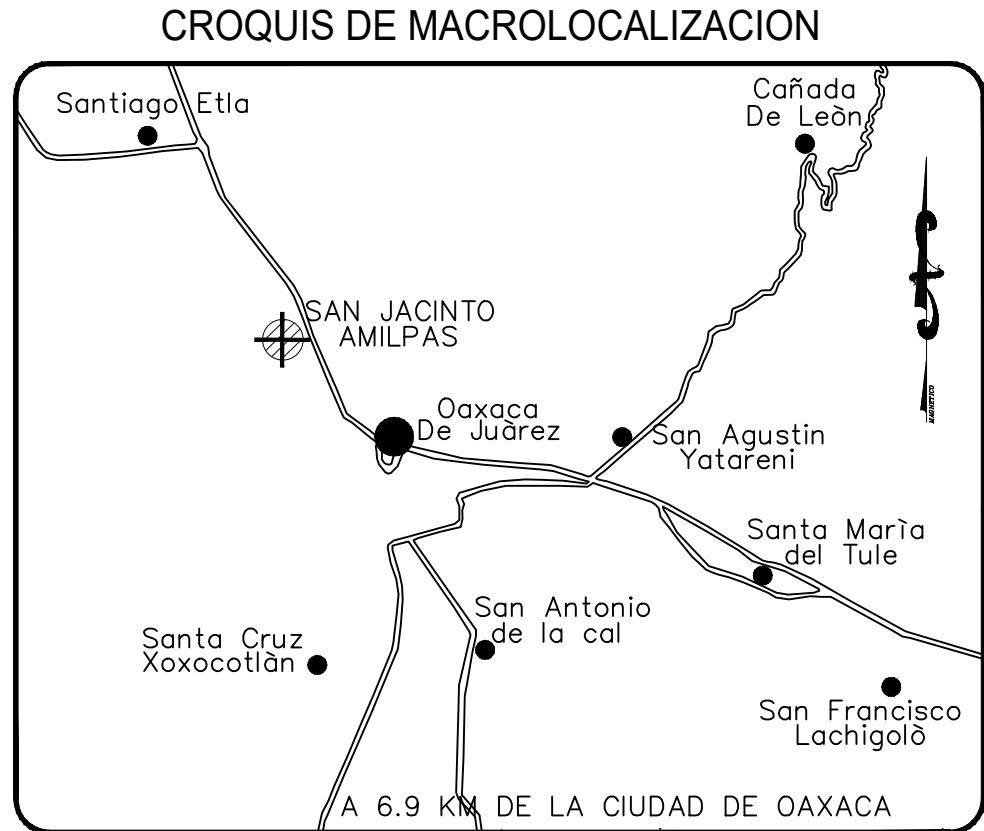 CROQUIS DE MACROLOCALIZACION
Santiago Etla
Cañada
De Leòn
SAN JACINTO
AMILPAS
MAGNETICO
Oaxaca
De Juàrez
San Agustin
Yatareni
Santa Marìa
del Tule
San Antonio
de la cal
Santa Cruz
Xoxocotlàn
San Francisco
Lachigolò
A 6.9 KM DE LA CIUDAD DE OAXACA